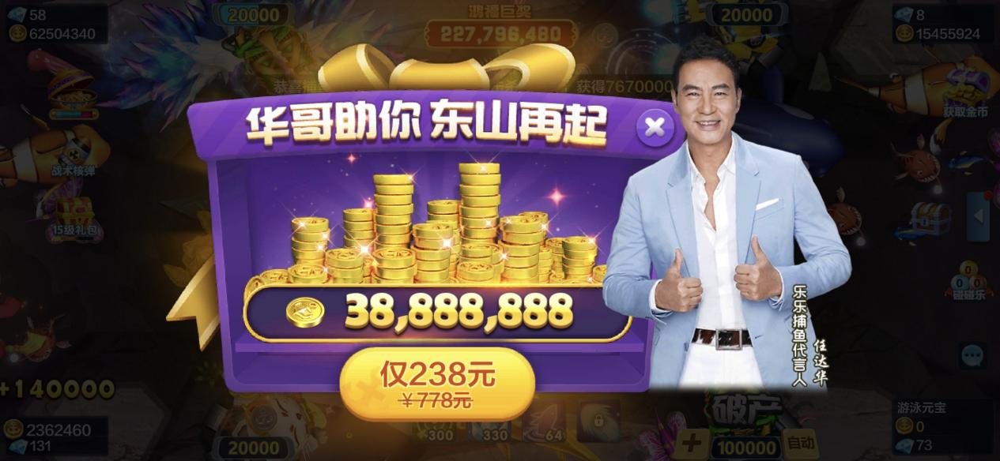 58
62504340
20000
鸿福巨奖
227,796,480
20000
8
15455924
恭喜捕
获得7670000
获取金币
战术核弹
15级礼包
华哥助你 东山再起
38,888,888
仅238元
¥778元
乐乐捕鱼代言人
任达华
0
0 0
碰碰乐
+140000
2362460
131
20000
300
330
64
破产
100000
自动
游泳元宝
0
73